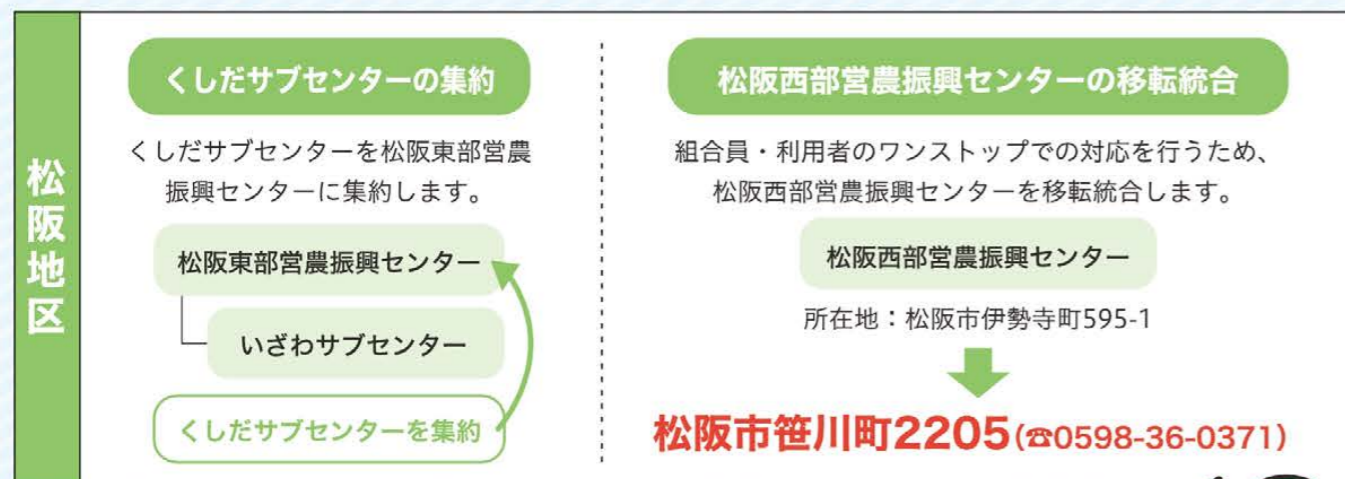 松阪地区
くしだサブセンターの集約
くしだサブセンターを松阪東部営農
振興センターに集約します。
松阪東部営農振興センター
いざわサブセンター
くしだサブセンターを集約
松阪西部営農振興センターの移転統合
組合員・利用者のワンストップでの対応を行うため、
松阪西部営農振興センターを移転統合します。
松阪西部営農振興センター
所在地：松阪市伊勢寺町595-1
松阪市笹川町2205(☎0598-36-0371)